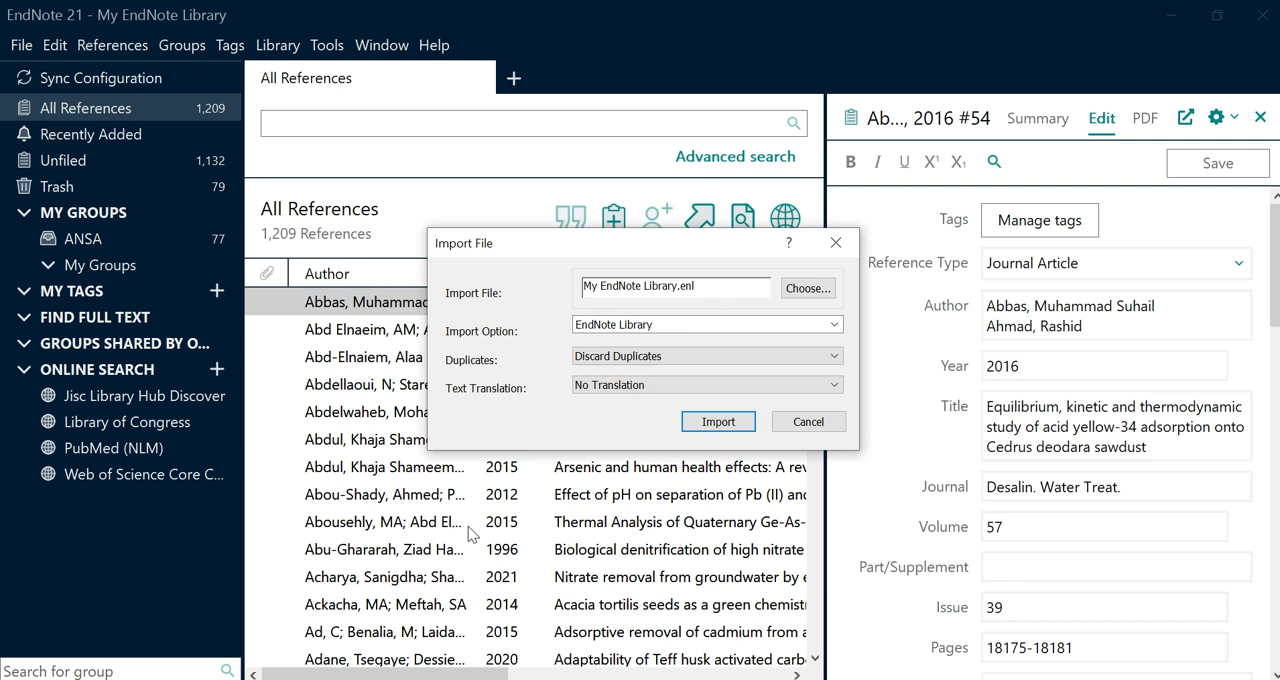 EndNote 21 - My EndNote Library
File Edit References Groups Tags Library Tools Window Help
Sync Configuration
All References 1,209
Recently Added
Unfiled 1,132
Trash 79
MY GROUPS
ANSA 77
My Groups
MY TAGS +
FIND FULL TEXT
GROUPS SHARED BY O...
ONLINE SEARCH +
Jisc Library Hub Discover
Library of Congress
PubMed (NLM)
Web of Science Core C...
Search for group
All References +
Advanced search
All References
1,209 References
Author
Abbas, Muhammad
Abd Elnaeim, AM;
Abd-Elnaiem, Alaa
Abdellaoui, N; Stare
Abdelwaheb, Moha
Abdul, Khaja Shame
Abdul, Khaja Shameem... 2015 Arsenic and human health effects: A rev
Abou-Shady, Ahmed; P... 2012 Effect of pH on separation of Pb (II) and
Abousehly, MA; Abd El... 2015 Thermal Analysis of Quaternary Ge-As-
Abu-Ghararah, Ziad Ha... 1996 Biological denitrification of high nitrate
Acharya, Sanigdha; Sha... 2021 Nitrate removal from groundwater by e
Ackacha, MA; Meftah, SA 2014 Acacia tortilis seeds as a green chemist
Ad, C; Benalia, M; Laida... 2015 Adsorptive removal of cadmium from a
Adane, Tsegaye; Dessie... 2020 Adaptability of Teff husk activated carb
Import File ?
Import File: My EndNote Library.enl Choose...
Import Option: EndNote Library
Duplicates: Discard Duplicates
Text Translation: No Translation
Import Cancel
Ab..., 2016 #54 Summary Edit PDF
B I U X¹ X₁ Save
Tags Manage tags
Reference Type Journal Article
Author Abbas, Muhammad Suhail
Ahmad, Rashid
Year 2016
Title Equilibrium, kinetic and thermodynamic
study of acid yellow-34 adsorption onto
Cedrus deodara sawdust
Journal Desalin. Water Treat.
Volume 57
Part/Supplement
Issue 39
Pages 18175-18181